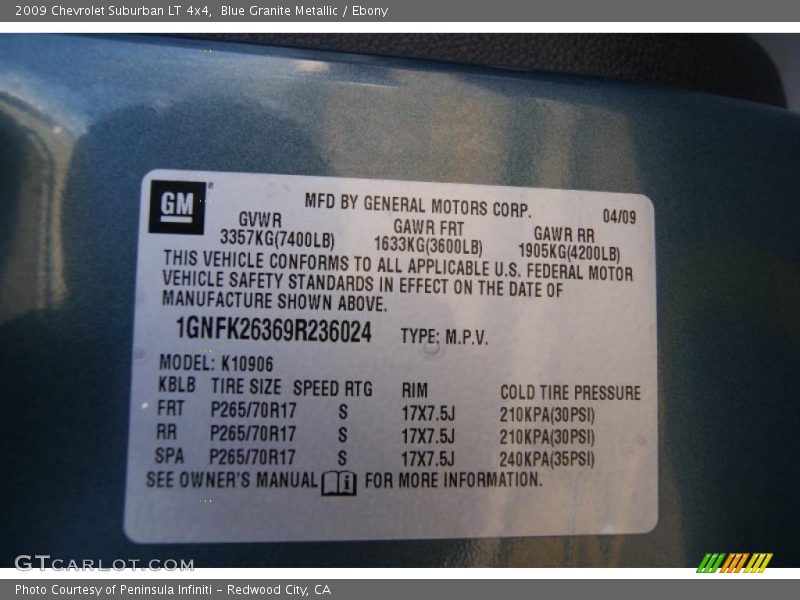 2009 Chevrolet Suburban LT 4x4, Blue Granite Metallic / Ebony
GM
MFD BY GENERAL MOTORS CORP. 04/09
GVWR GAWR FRT GAWR RR
3357KG(7400LB) 1633KG(3600LB) 1905KG(4200LB)
THIS VEHICLE CONFORMS TO ALL APPLICABLE U.S. FEDERAL MOTOR
VEHICLE SAFETY STANDARDS IN EFFECT ON THE DATE OF
MANUFACTURE SHOWN ABOVE.
1GNFK26369R236024 TYPE: M.P.V.
MODEL: K10906
KBLB TIRE SIZE SPEED RTG RIM COLD TIRE PRESSURE
FRT P265/70R17 S 17X7.5J 210KPA(30PSI)
RR P265/70R17 S 17X7.5J 210KPA(30PSI)
SPA P265/70R17 S 17X7.5J 240KPA(35PSI)
SEE OWNER'S MANUAL i FOR MORE INFORMATION.
GTCARLOT.COM
Photo Courtesy of Peninsula Infiniti – Redwood City, CA